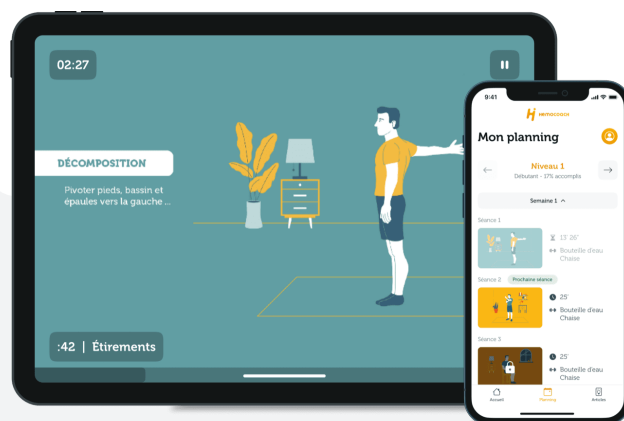 02:27
DÉCOMPOSITION
Pivoter pieds, bassin et
épaules vers la gauche ...
:42 | Étirements
9:41
HEMOCOACH
Mon planning
Niveau 1
Débutant - 17% accomplis
Semaine 1
Séance 1
13' 26"
Bouteille d'eau
Chaise
Séance 2 Prochaine séance
25'
Bouteille d'eau
Chaise
Séance 3
25'
Bouteille d'eau
Chaise
Accueil Planning Articles